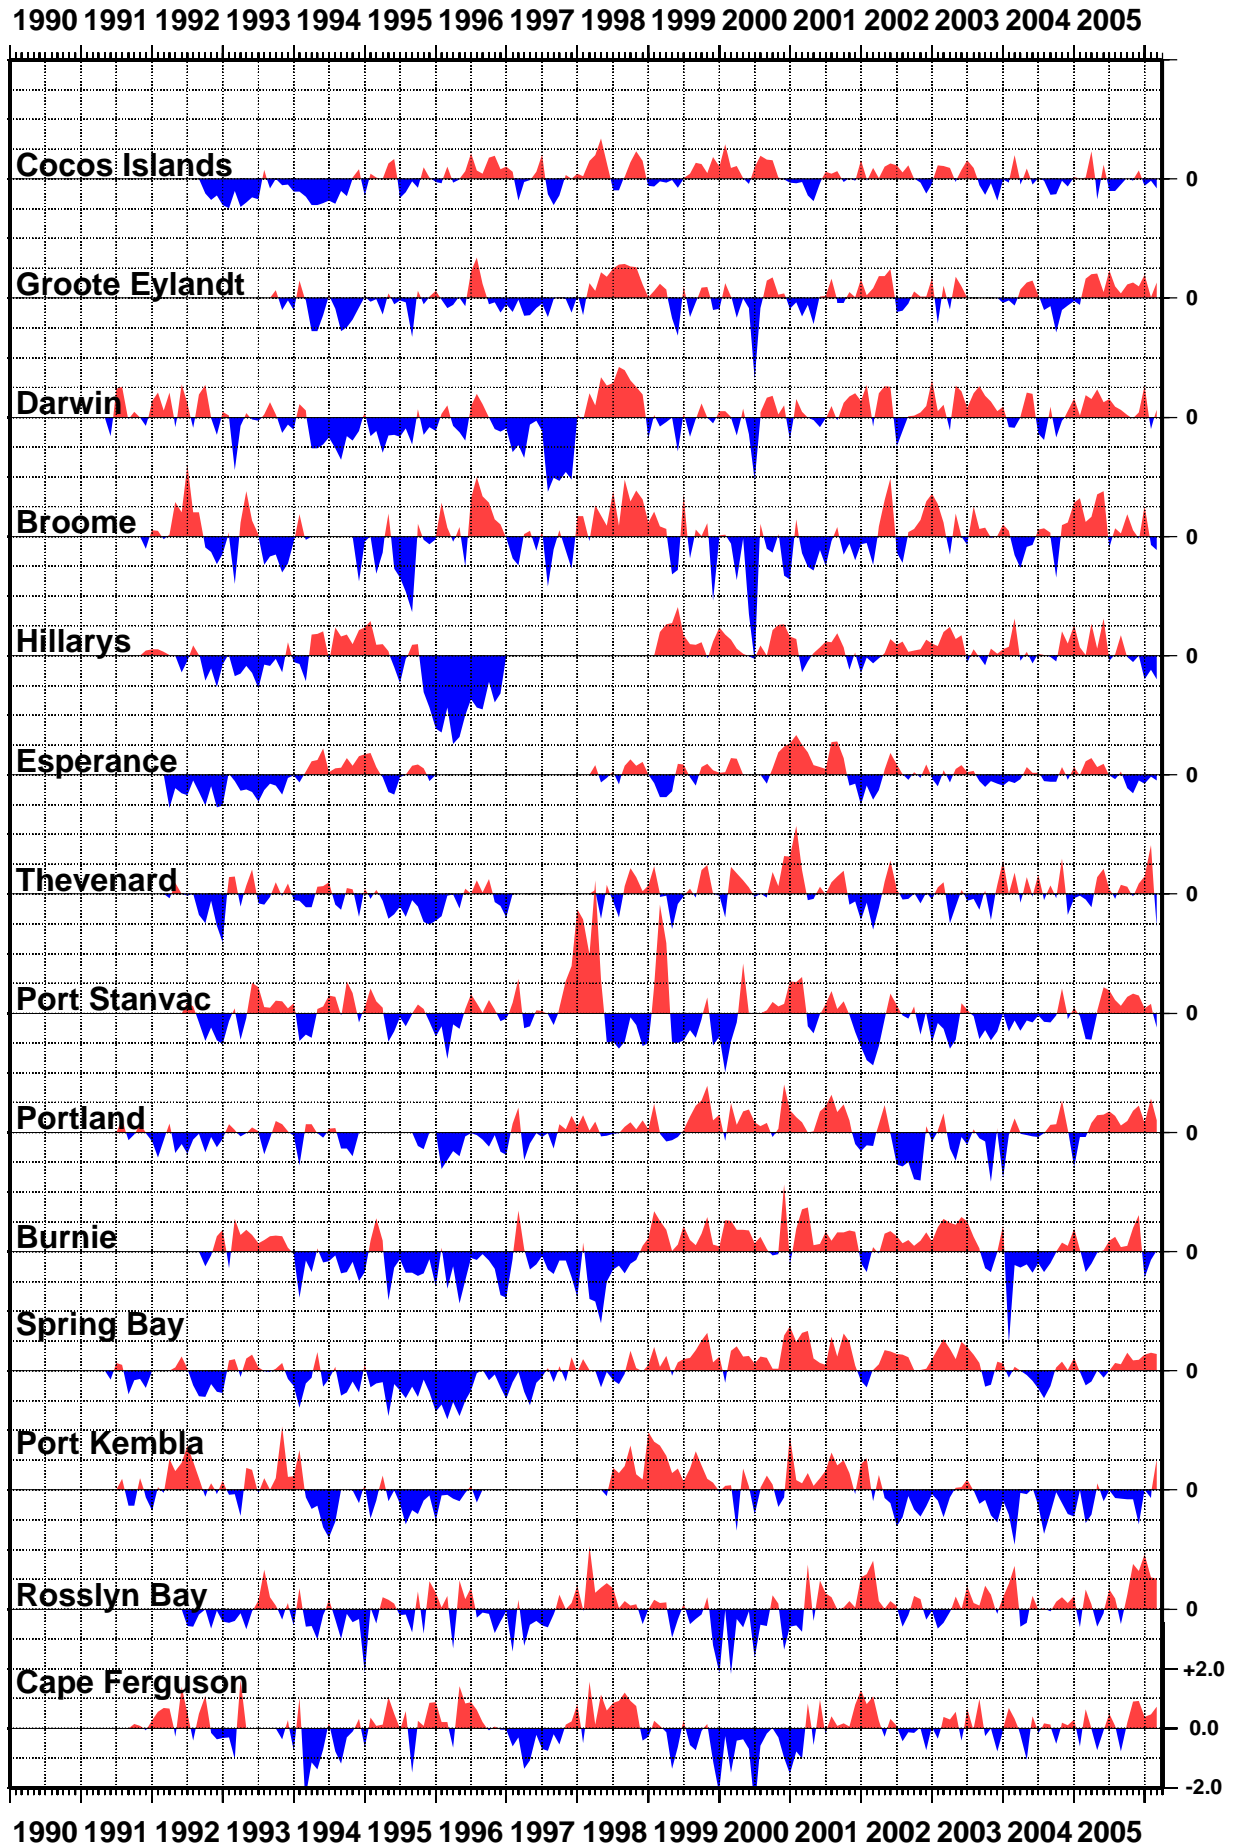 1990 1991 1992 1993 1994 1995 1996 1997 1998 1999 2000 2001 2002 2003 2004 2005
Cocos Islands 0
Groote Eylandt 0
Darwin 0
Broome 0
Hillarys 0
Esperance 0
Thevenard 0
Port Stanvac 0
Portland 0
Burnie 0
Spring Bay 0
Port Kembla 0
Rosslyn Bay 0
+2.0
Cape Ferguson
0.0
-2.0
1990 1991 1992 1993 1994 1995 1996 1997 1998 1999 2000 2001 2002 2003 2004 2005